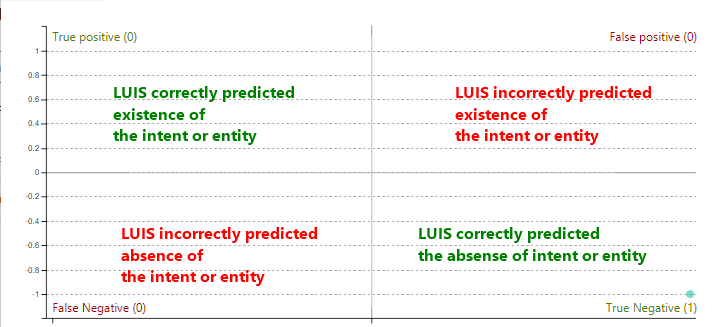 True positive (0)
False positive (0)
1
0.8
0.6
0.4
0.2
0
-0.2
-0.4
-0.6
-0.8
-1
LUIS correctly predicted
existence of
the intent or entity
LUIS incorrectly predicted
existence of
the intent or entity
LUIS incorrectly predicted
absence of
the intent or entity
LUIS correctly predicted
the absense of intent or entity
False Negative (0)
True Negative (1)